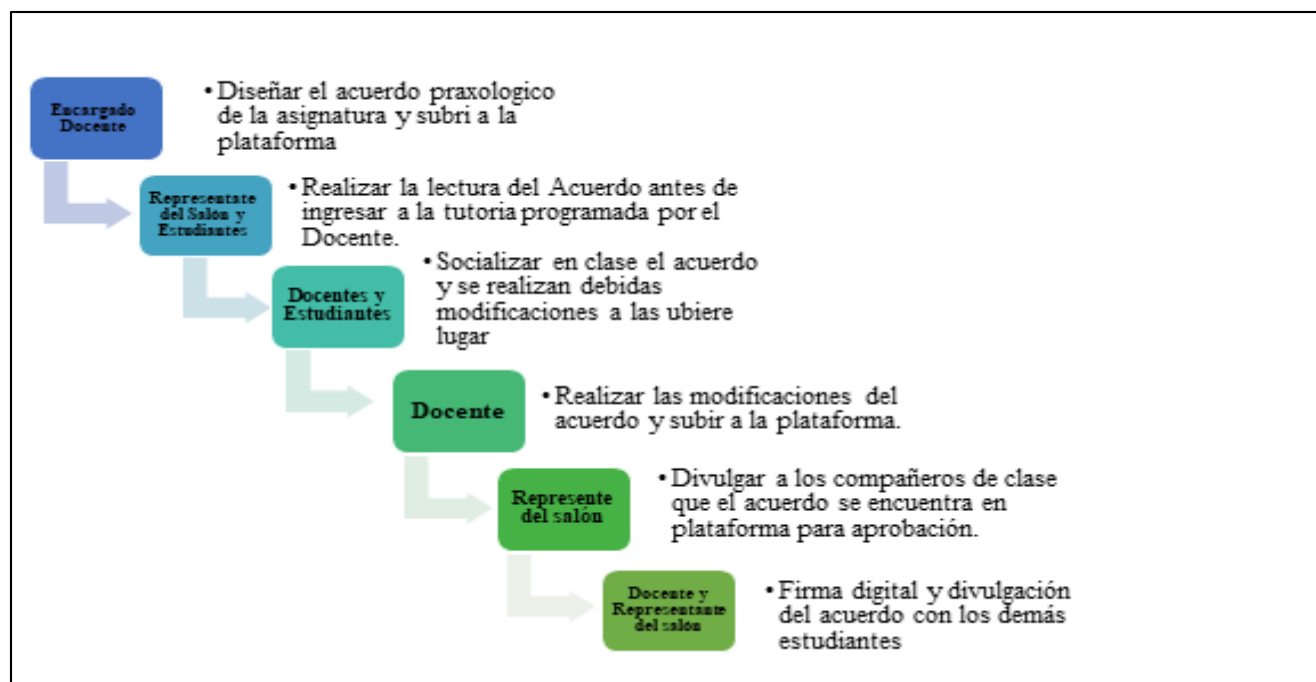 Encargado
Docente
• Diseñar el acuerdo praxologico
de la asignatura y subri a la
plataforma
Representate
del Salón y
Estudiantes
• Realizar la lectura del Acuerdo antes de
ingresar a la tutoria programada por el
Docente.
Docentes y
Estudiantes
• Socializar en clase el acuerdo
y se realizan debidas
modificaciones a las ubiere
lugar
Docente
• Realizar las modificaciones del
acuerdo y subir a la plataforma.
Represente
del salón
• Divulgar a los compañeros de clase
que el acuerdo se encuentra en
plataforma para aprobación.
Docente y
Representante
del salón
• Firma digital y divulgación
del acuerdo con los demás
estudiantes